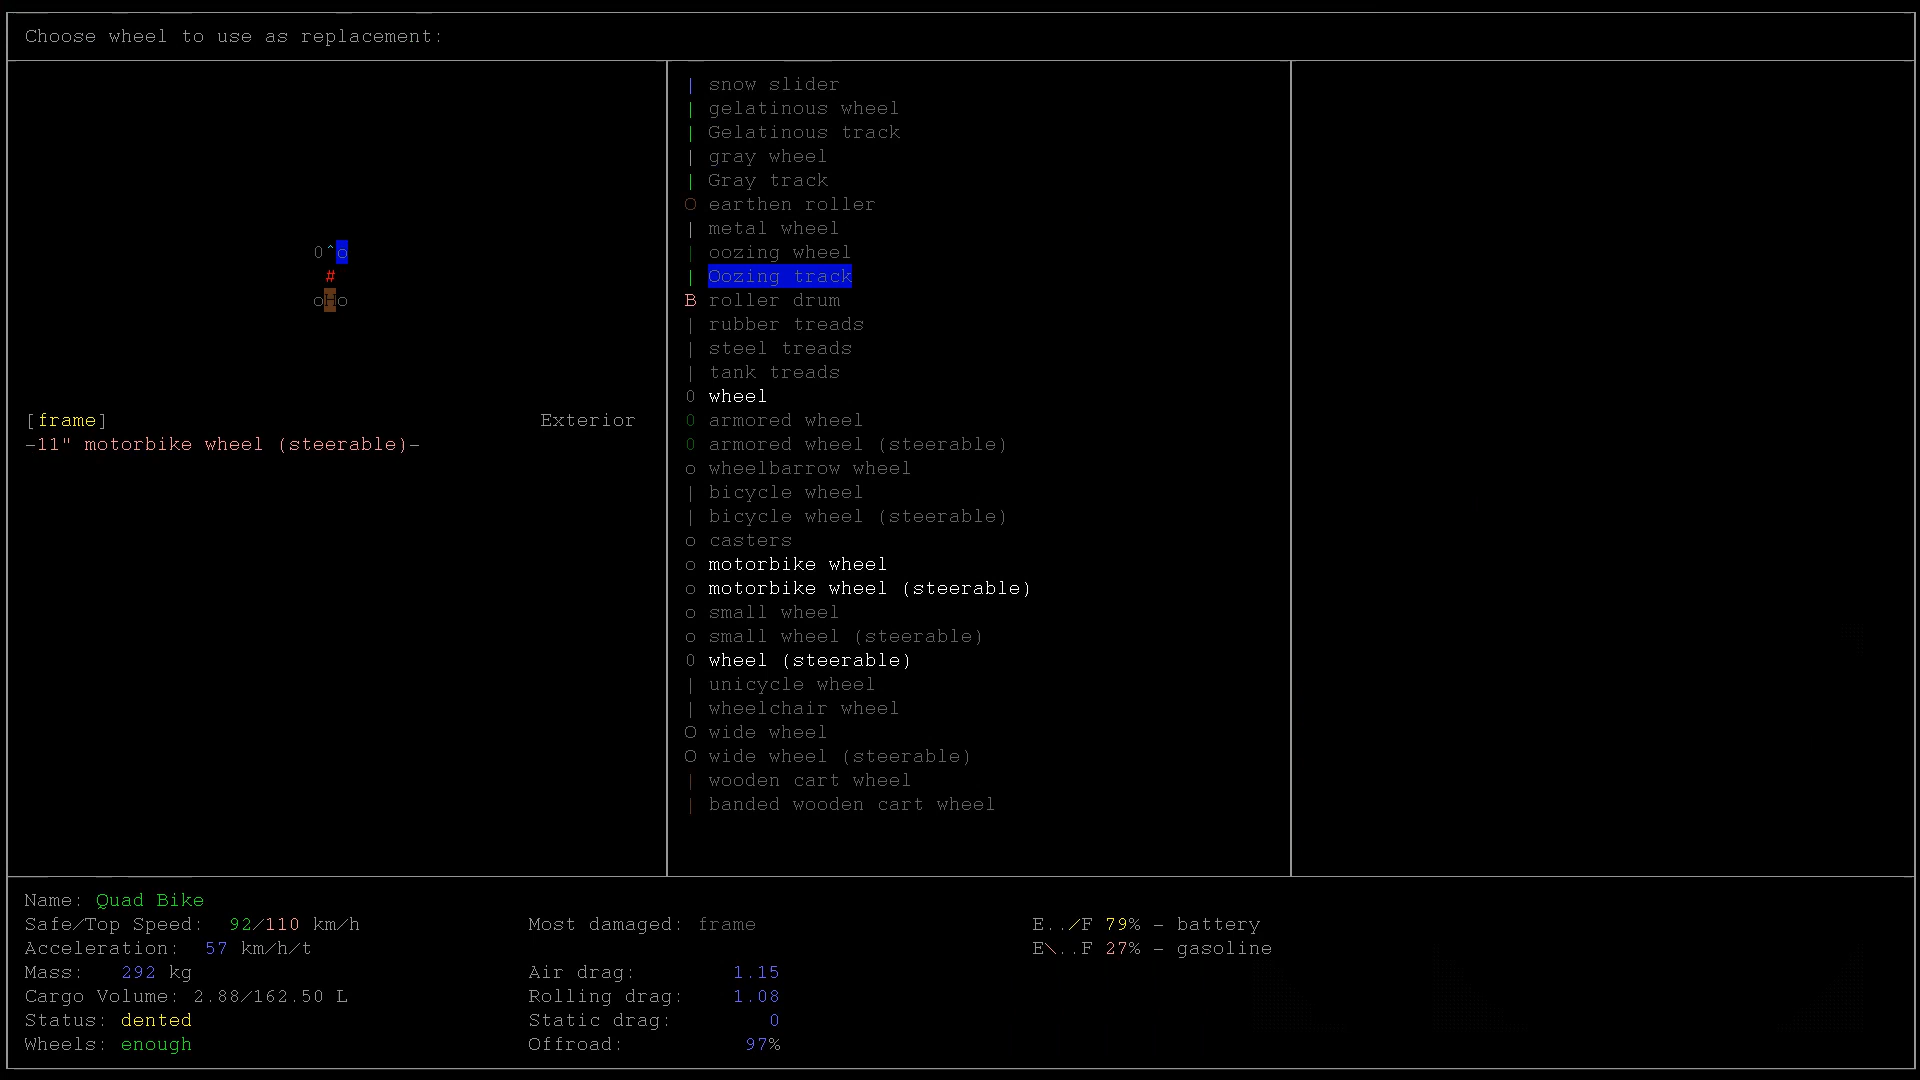 Choose wheel to use as replacement:
0^o
#
oHo
[frame] Exterior
-11" motorbike wheel (steerable)-
| snow slider
| gelatinous wheel
| Gelatinous track
| gray wheel
| Gray track
O earthen roller
| metal wheel
| oozing wheel
| Oozing track
B roller drum
| rubber treads
| steel treads
| tank treads
0 wheel
0 armored wheel
0 armored wheel (steerable)
o wheelbarrow wheel
| bicycle wheel
| bicycle wheel (steerable)
o casters
o motorbike wheel
o motorbike wheel (steerable)
o small wheel
o small wheel (steerable)
0 wheel (steerable)
| unicycle wheel
| wheelchair wheel
O wide wheel
O wide wheel (steerable)
| wooden cart wheel
| banded wooden cart wheel
Name: Quad Bike
Safe/Top Speed: 92/110 km/h
Acceleration: 57 km/h/t
Mass: 292 kg
Cargo Volume: 2.88/162.50 L
Status: dented
Wheels: enough
Most damaged: frame
Air drag: 1.15
Rolling drag: 1.08
Static drag: 0
Offroad: 97%
E../F 79% - battery
E\..F 27% - gasoline